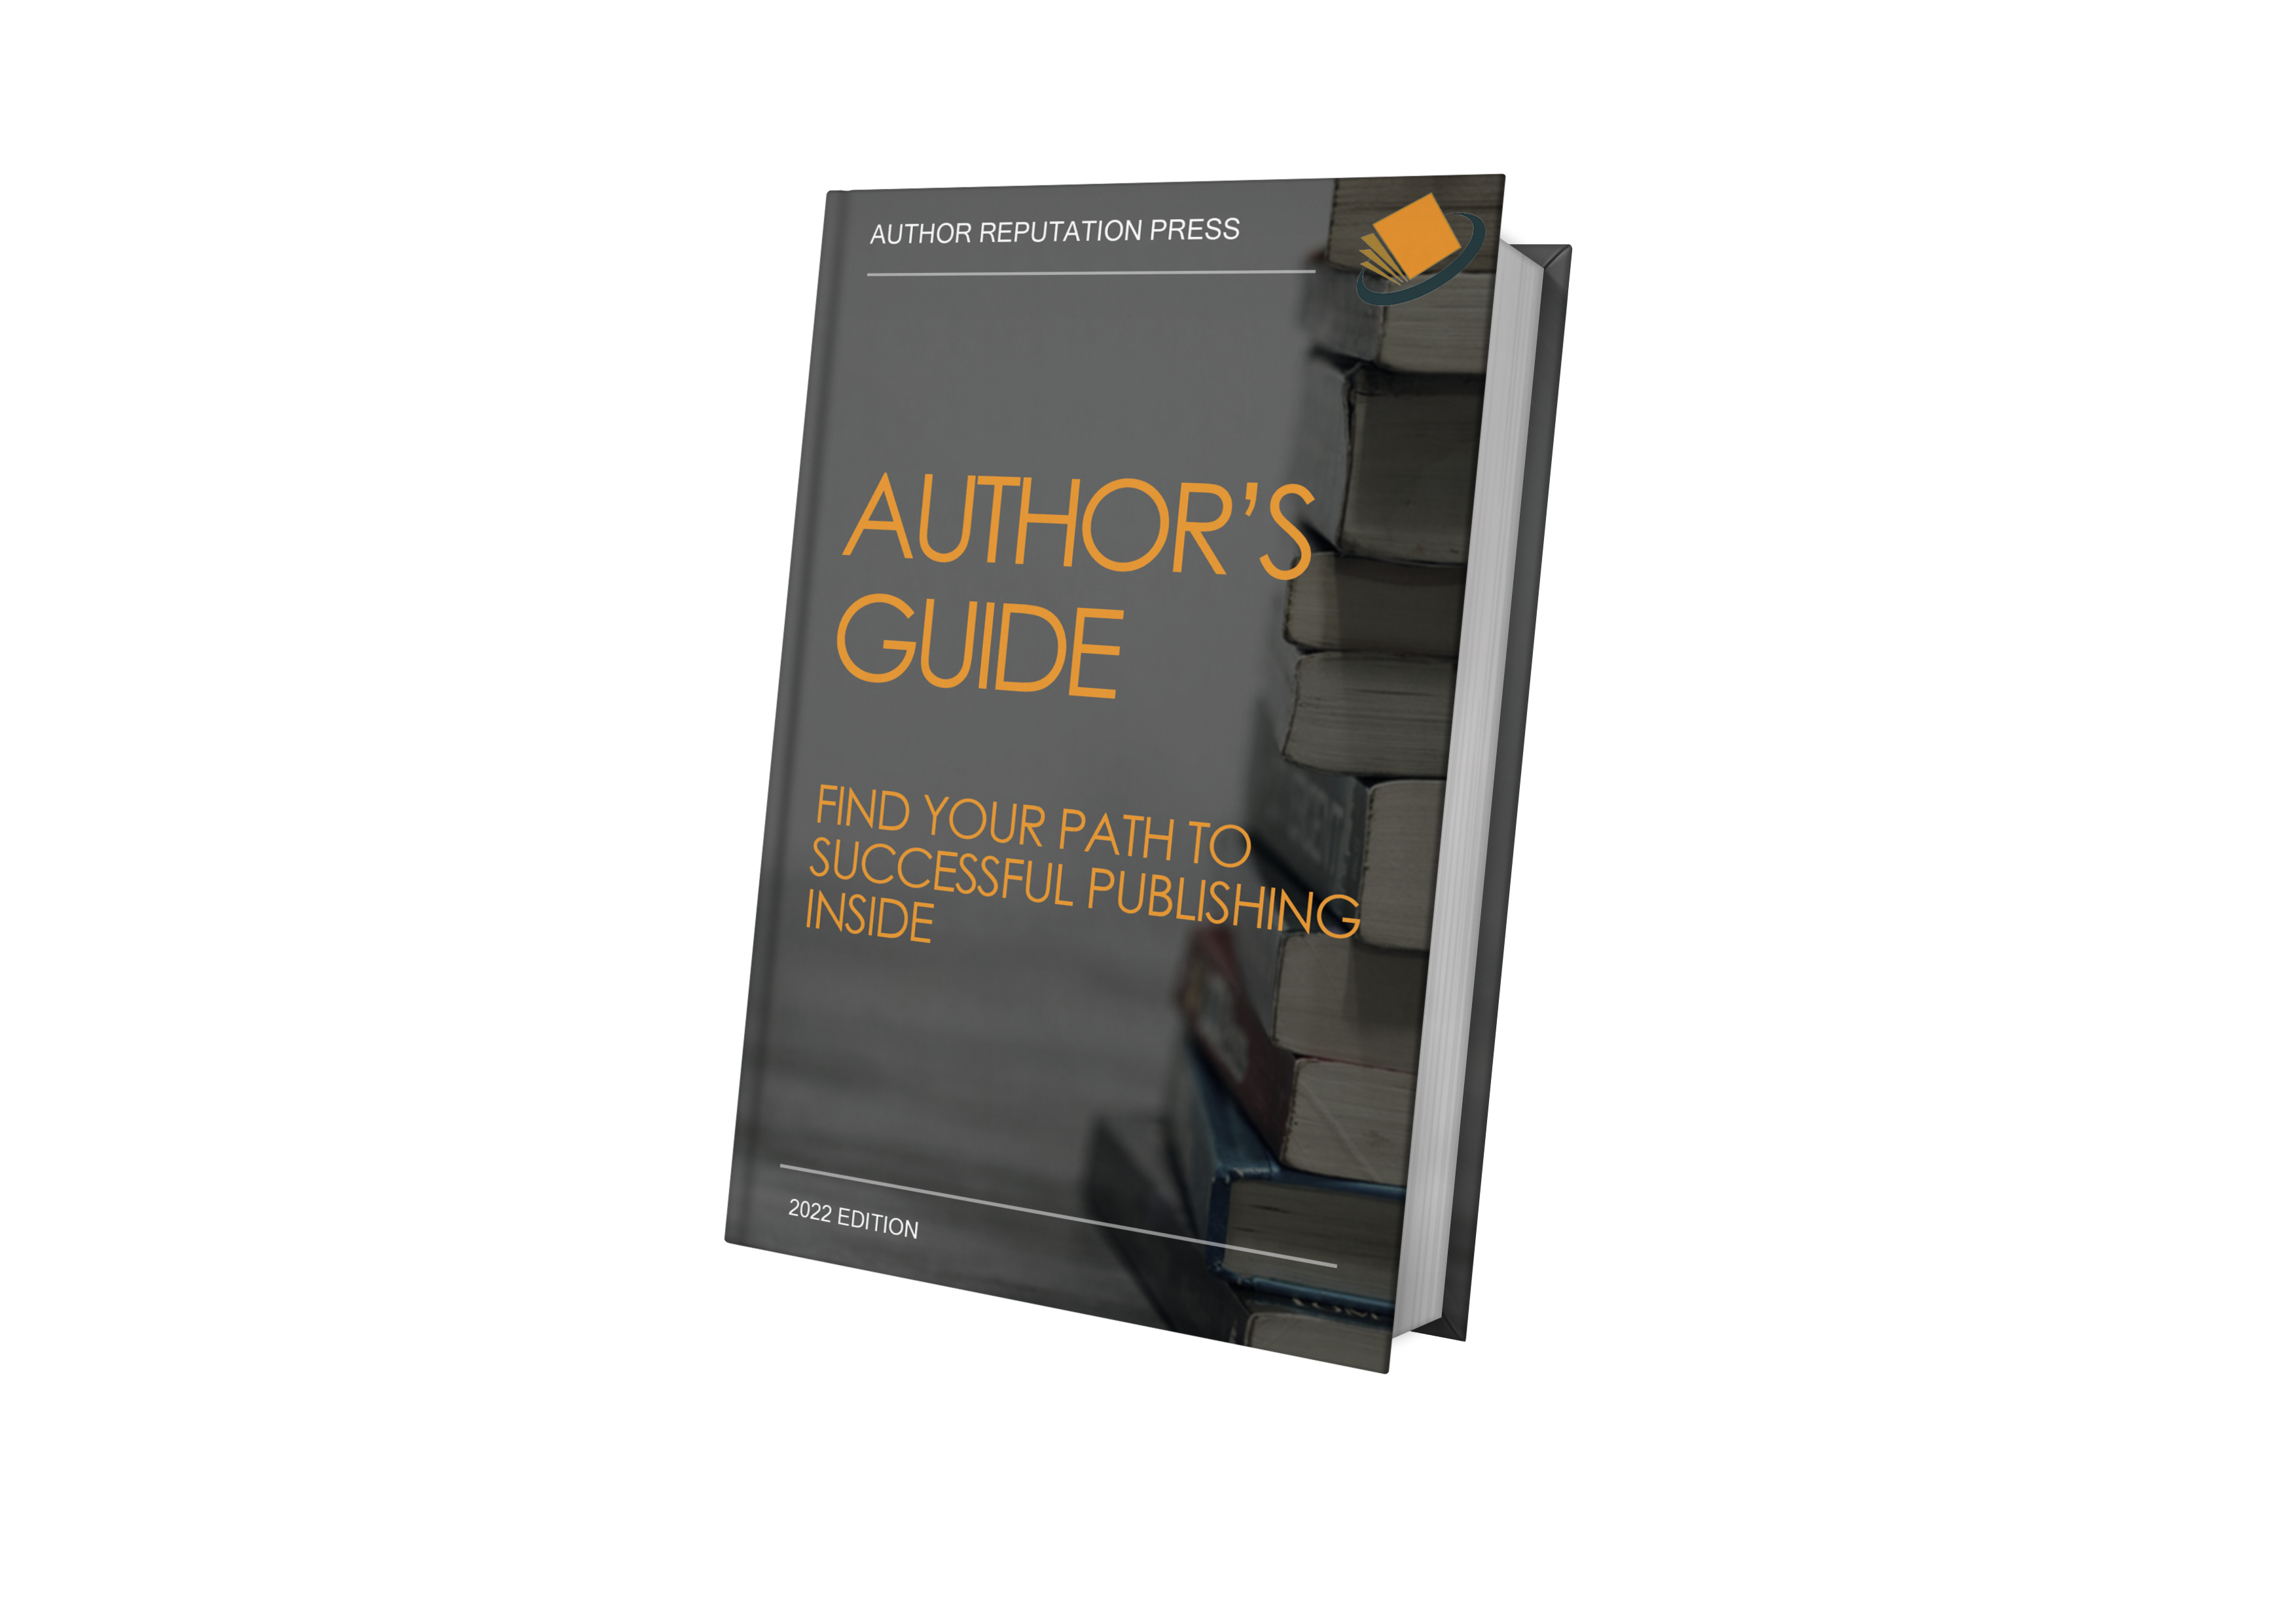 AUTHOR REPUTATION PRESS
AUTHOR'S
GUIDE
FIND YOUR PATH TO
SUCCESSFUL PUBLISHING
INSIDE
2022 EDITION